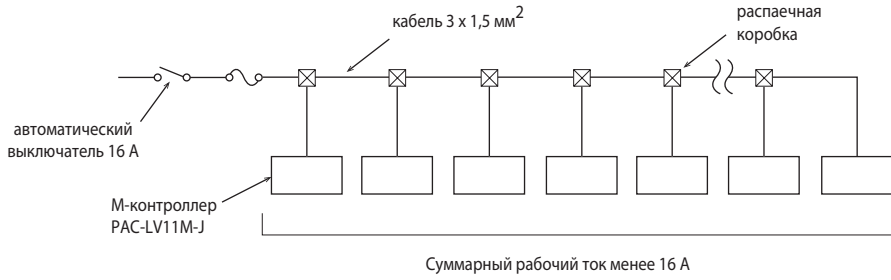 кабель 3 x 1,5 мм²
распаечная
коробка
автоматический
выключатель 16 А
М-контроллер
PAC-LV11M-J
Суммарный рабочий ток менее 16 А